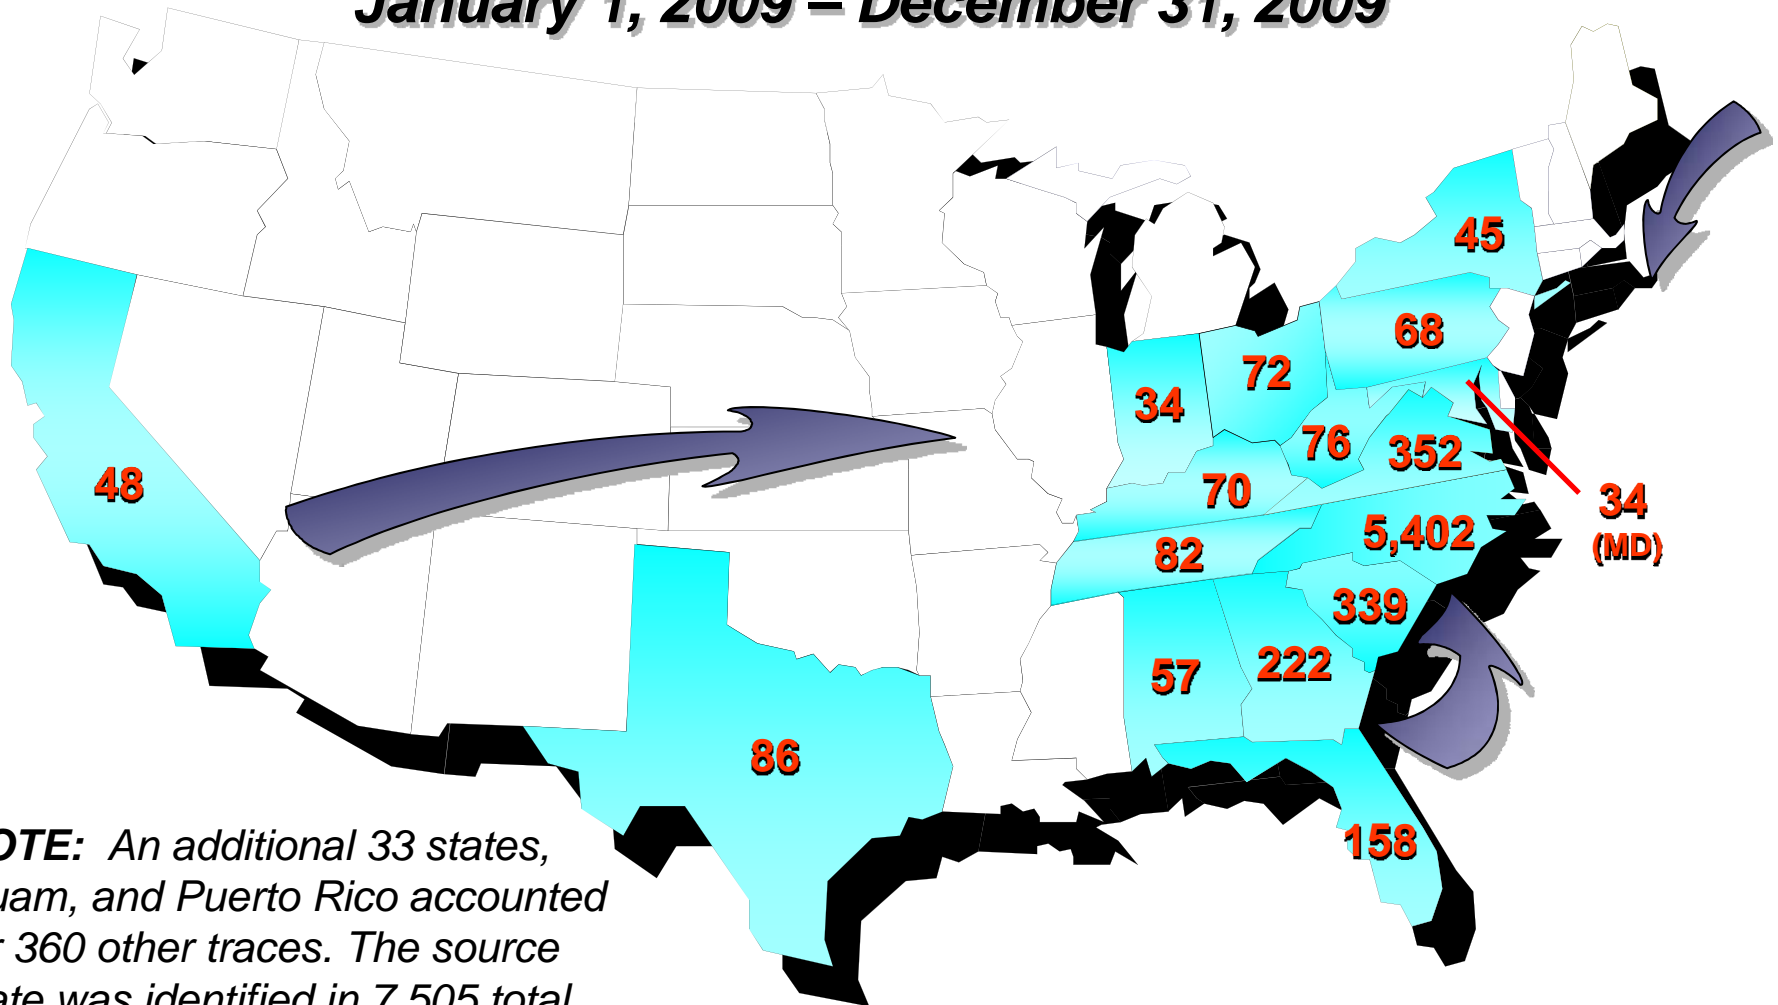 January 1, 2009 – December 31, 2009
45
68
72
34
76
352
48
70
34
(MD)
5,402
82
339
222
57
86
158
OTE: An additional 33 states,
uam, and Puerto Rico accounted
r 360 other traces. The source
ate was identified in 7,505 total